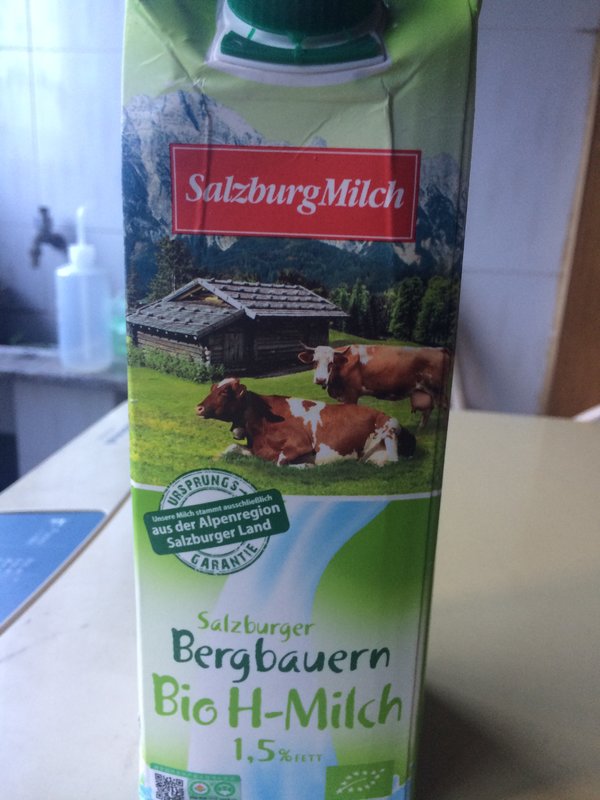 SalzburgMilch
URSPRUNGS-
Unsere Milch stammt ausschließlich
aus der Alpenregion
Salzburger Land
GARANTIE
Salzburger
Bergbauern
Bio H-Milch
1,5% FETT